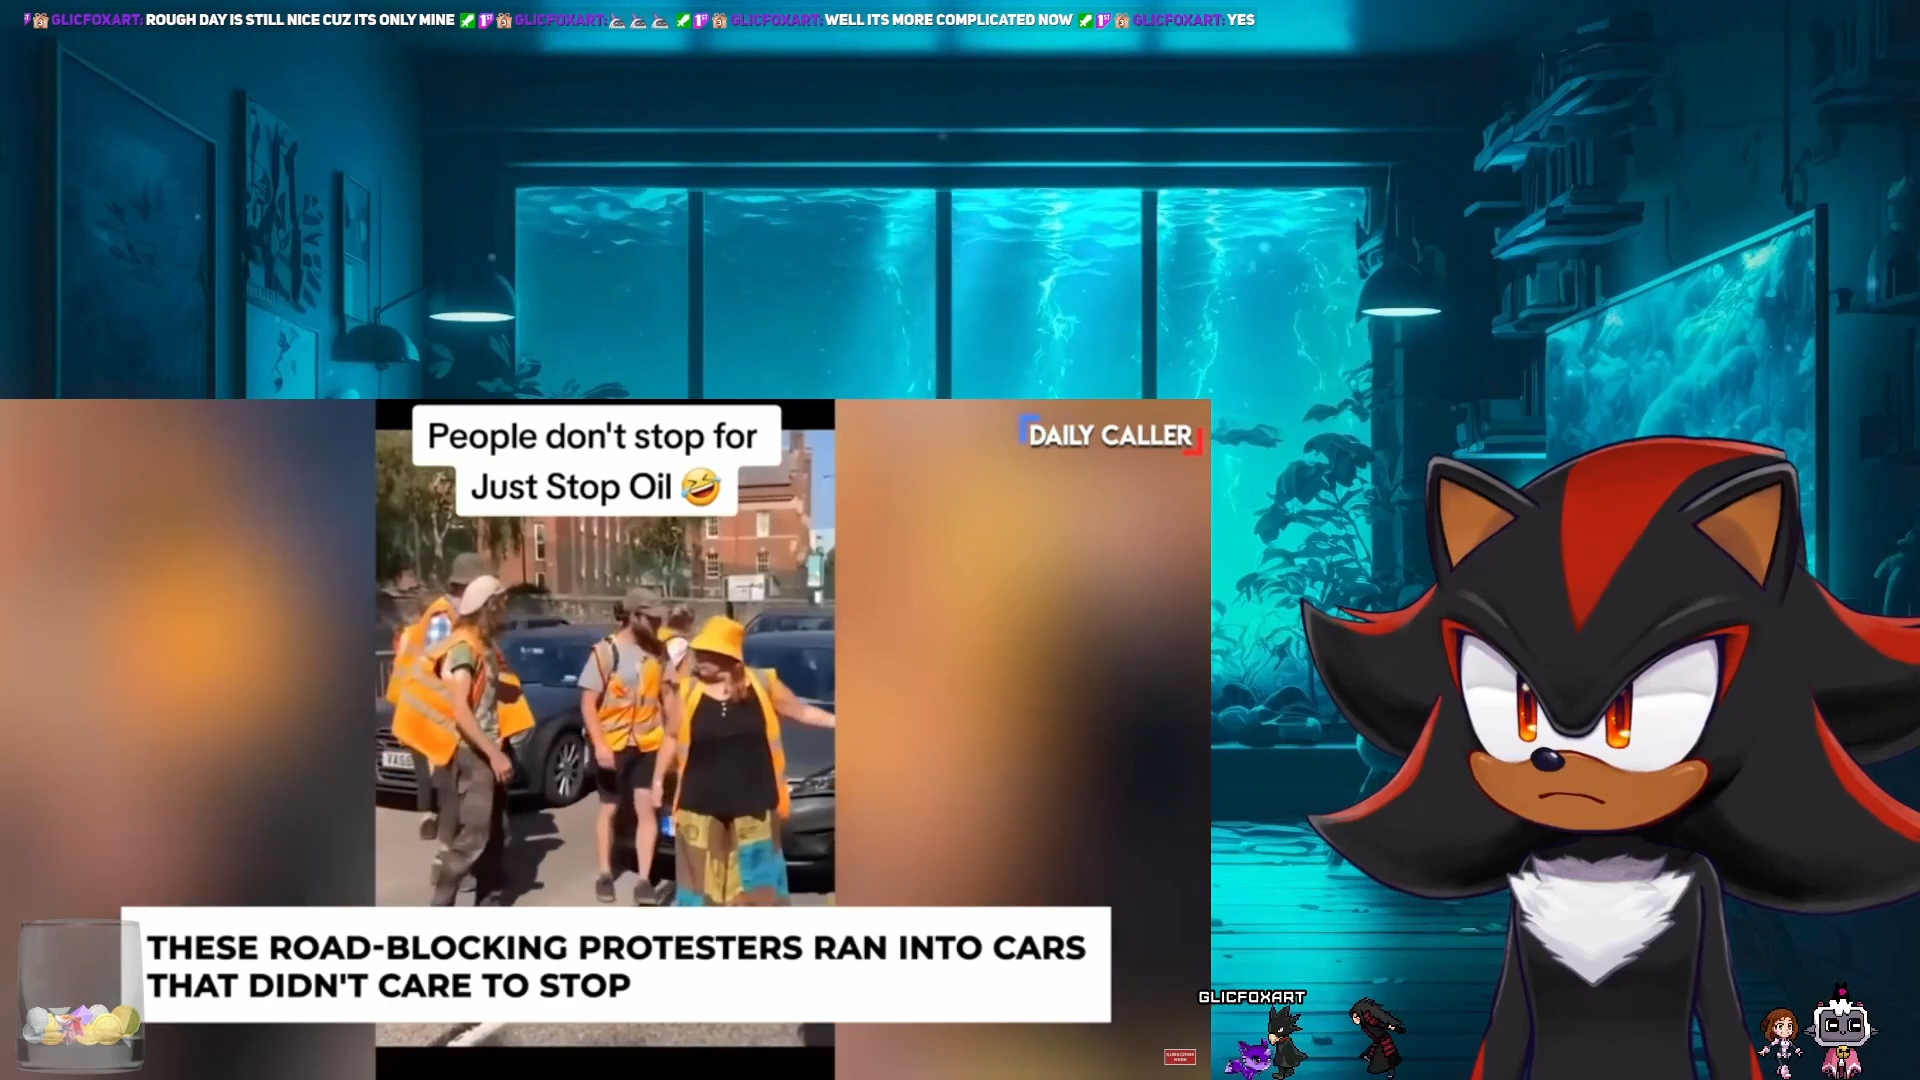 GLICFOXART: ROUGH DAY IS STILL NICE CUZ ITS ONLY MINE GLICFOXART: GLICFOXART: WELL ITS MORE COMPLICATED NOW GLICFOXART: YES
People don't stop for
Just Stop Oil 🤣
DAILY CALLER
THESE ROAD-BLOCKING PROTESTERS RAN INTO CARS
THAT DIDN'T CARE TO STOP
GLICFOXART
SUBSCRIBE
HERE